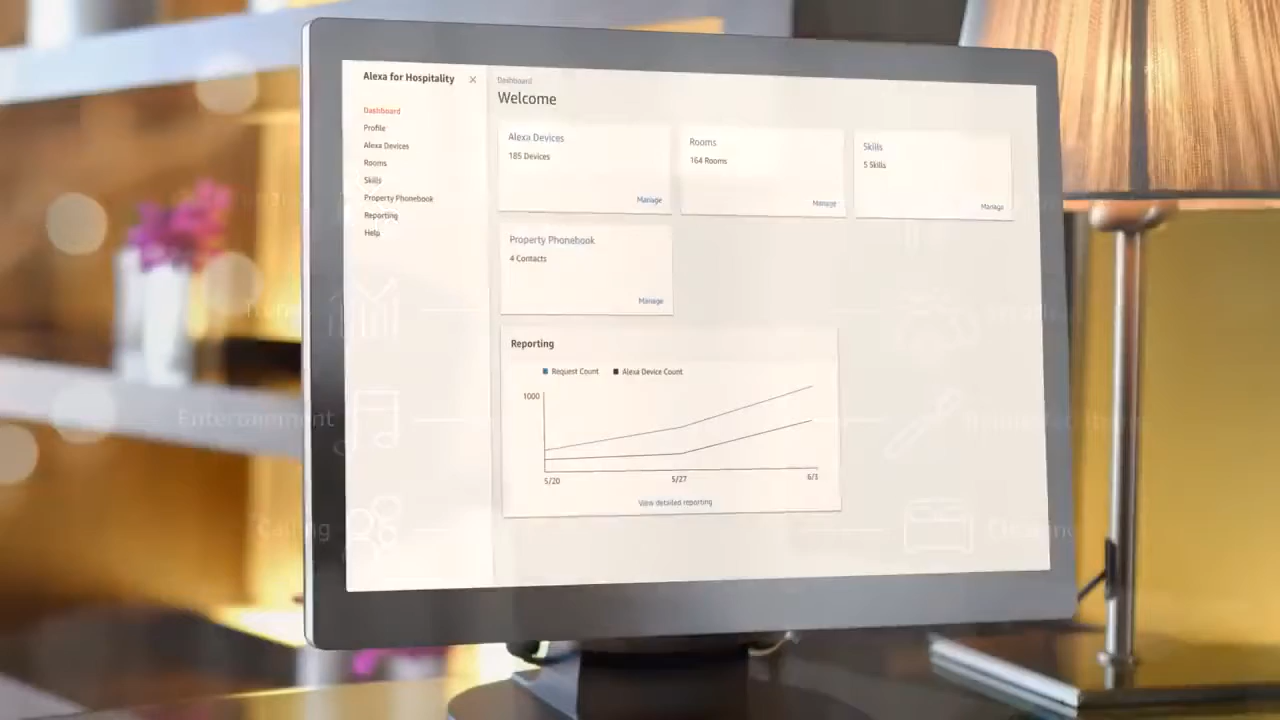 Alexa for Hospitality
Dashboard
Profile
Alexa Devices
Rooms
Skills
Property Phonebook
Reporting
Help
Dashboard
Welcome
Alexa Devices
185 Devices
Manage
Rooms
164 Rooms
Manage
Skills
5 Skills
Manage
Property Phonebook
4 Contacts
Manage
Reporting
Request Count
Alexa Device Count
1000
5/20
5/27
6/3
View detailed reporting
Entertainment
Calling